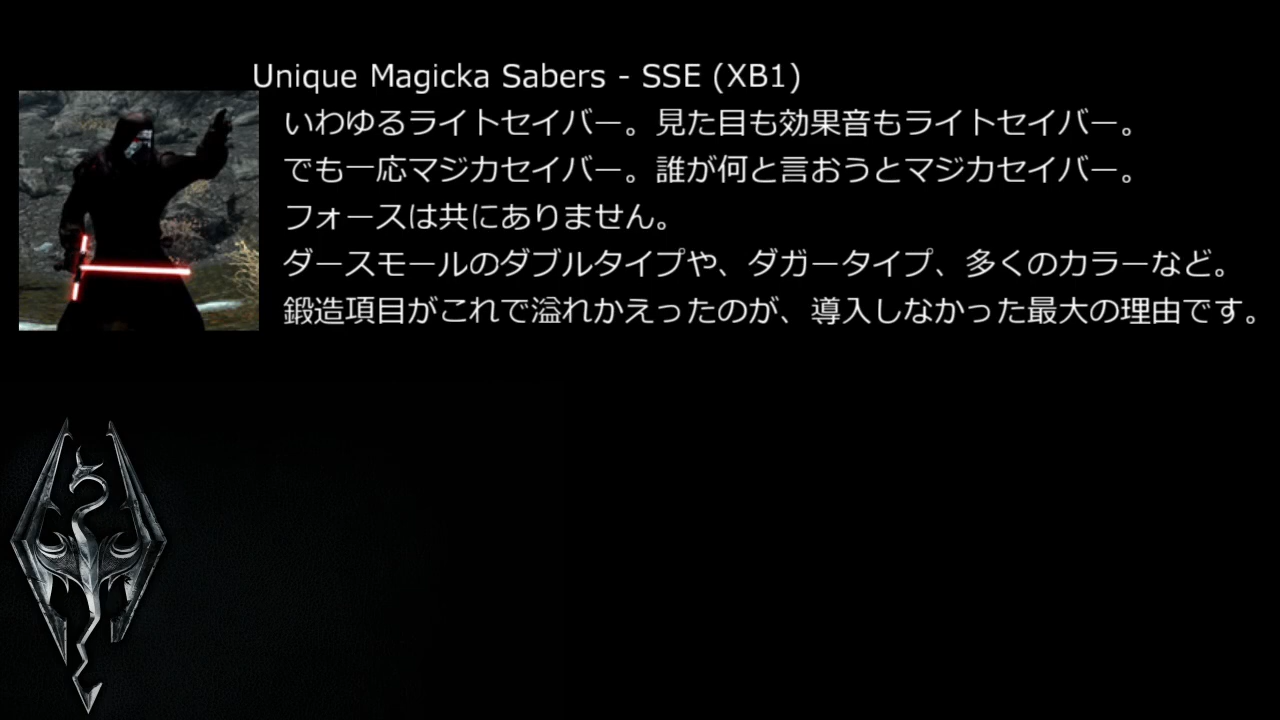 Unique Magicka Sabers - SSE (XB1)
いわゆるライトセイバー。見た目も効果音もライトセイバー。
でも一応マジカセイバー。誰が何と言おうとマジカセイバー。
フォースは共にありません。
ダースモールのダブルタイプや、ダガータイプ、多くのカラーなど。
鍛造項目がこれで溢れかえったのが、導入しなかった最大の理由です。